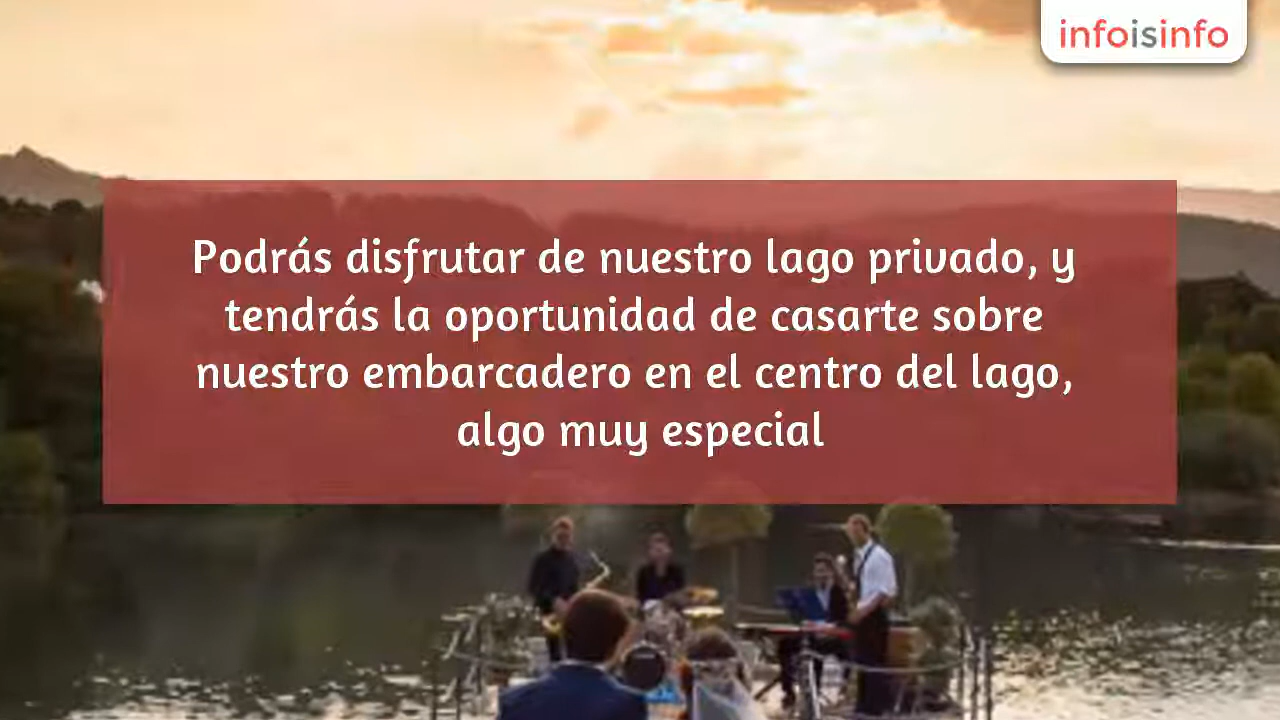 infoisinfo
Podrás disfrutar de nuestro lago privado, y
tendrás la oportunidad de casarte sobre
nuestro embarcadero en el centro del lago,
algo muy especial